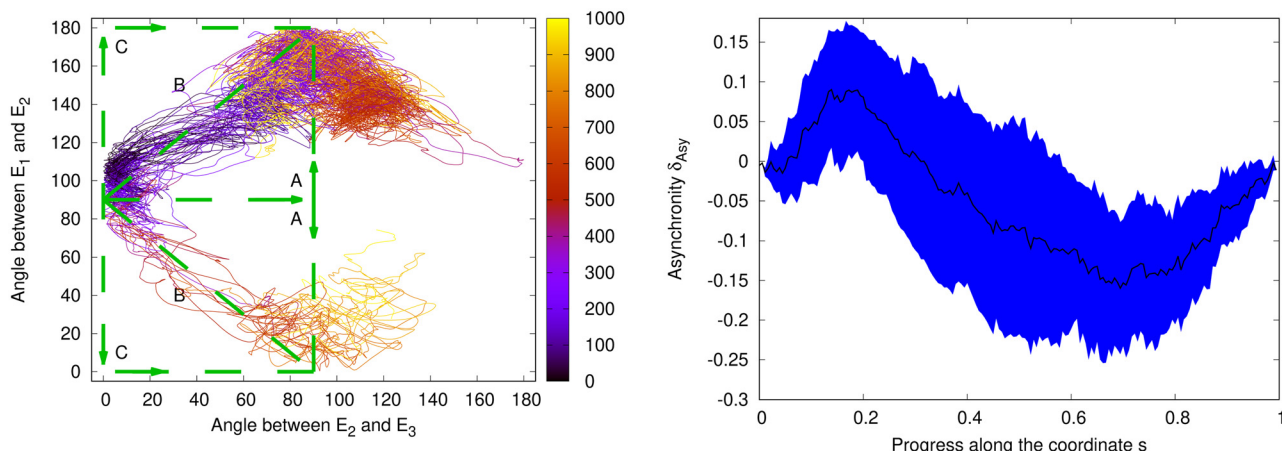 Angle between E1 and E2
180
160
140
120
100
80
60
40
20
0
0 20 40 60 80 100 120 140 160 180
Angle between E2 and E3
C
B
A
A
B
C
1000
900
800
700
600
500
400
300
200
100
0
Asynchronity δAsy
0.15
0.1
0.05
0
-0.05
-0.1
-0.15
-0.2
-0.25
-0.3
0 0.2 0.4 0.6 0.8 1
Progress along the coordinate s